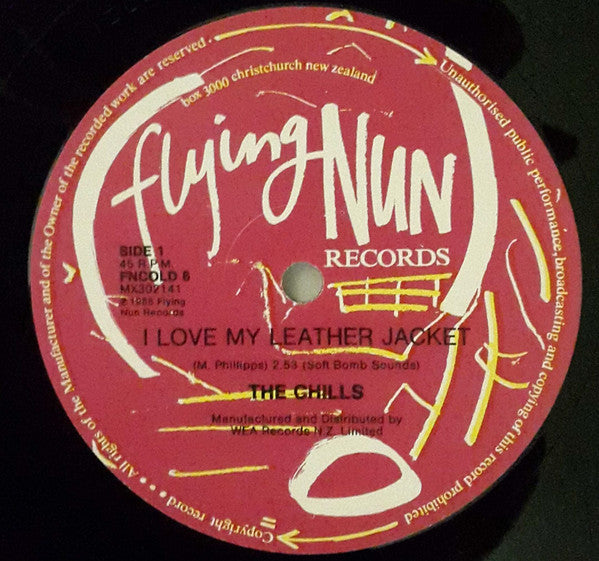 flying NUN
RECORDS
box 3000 christchurch new zealand
SIDE 1
45 R.P.M.
FNCOLD 8
MX302141
℗ 1986 Flying
Nun Records
I LOVE MY LEATHER JACKET
(M. Phillipps) 2.53 (Soft Bomb Sounds)
THE CHILLS
Manufactured and Distributed by
WEA Records N.Z. Limited
All rights of the Manufacturer and of the Owner of the recorded work are reserved.
Unauthorised public performance, broadcasting and copying of this record prohibited
Copyright record